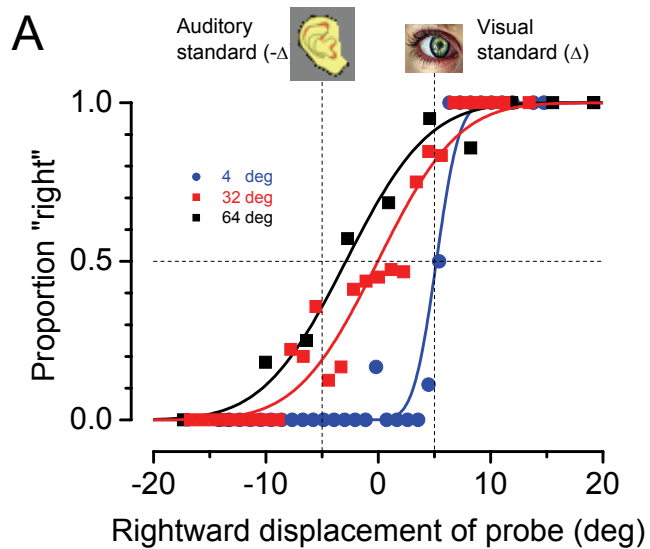 A
Auditory
standard (-Δ)
Visual
standard (Δ)
Proportion "right"
1.0
0.5
0.0
4 deg
32 deg
64 deg
-20
-10
0
10
20
Rightward displacement of probe (deg)